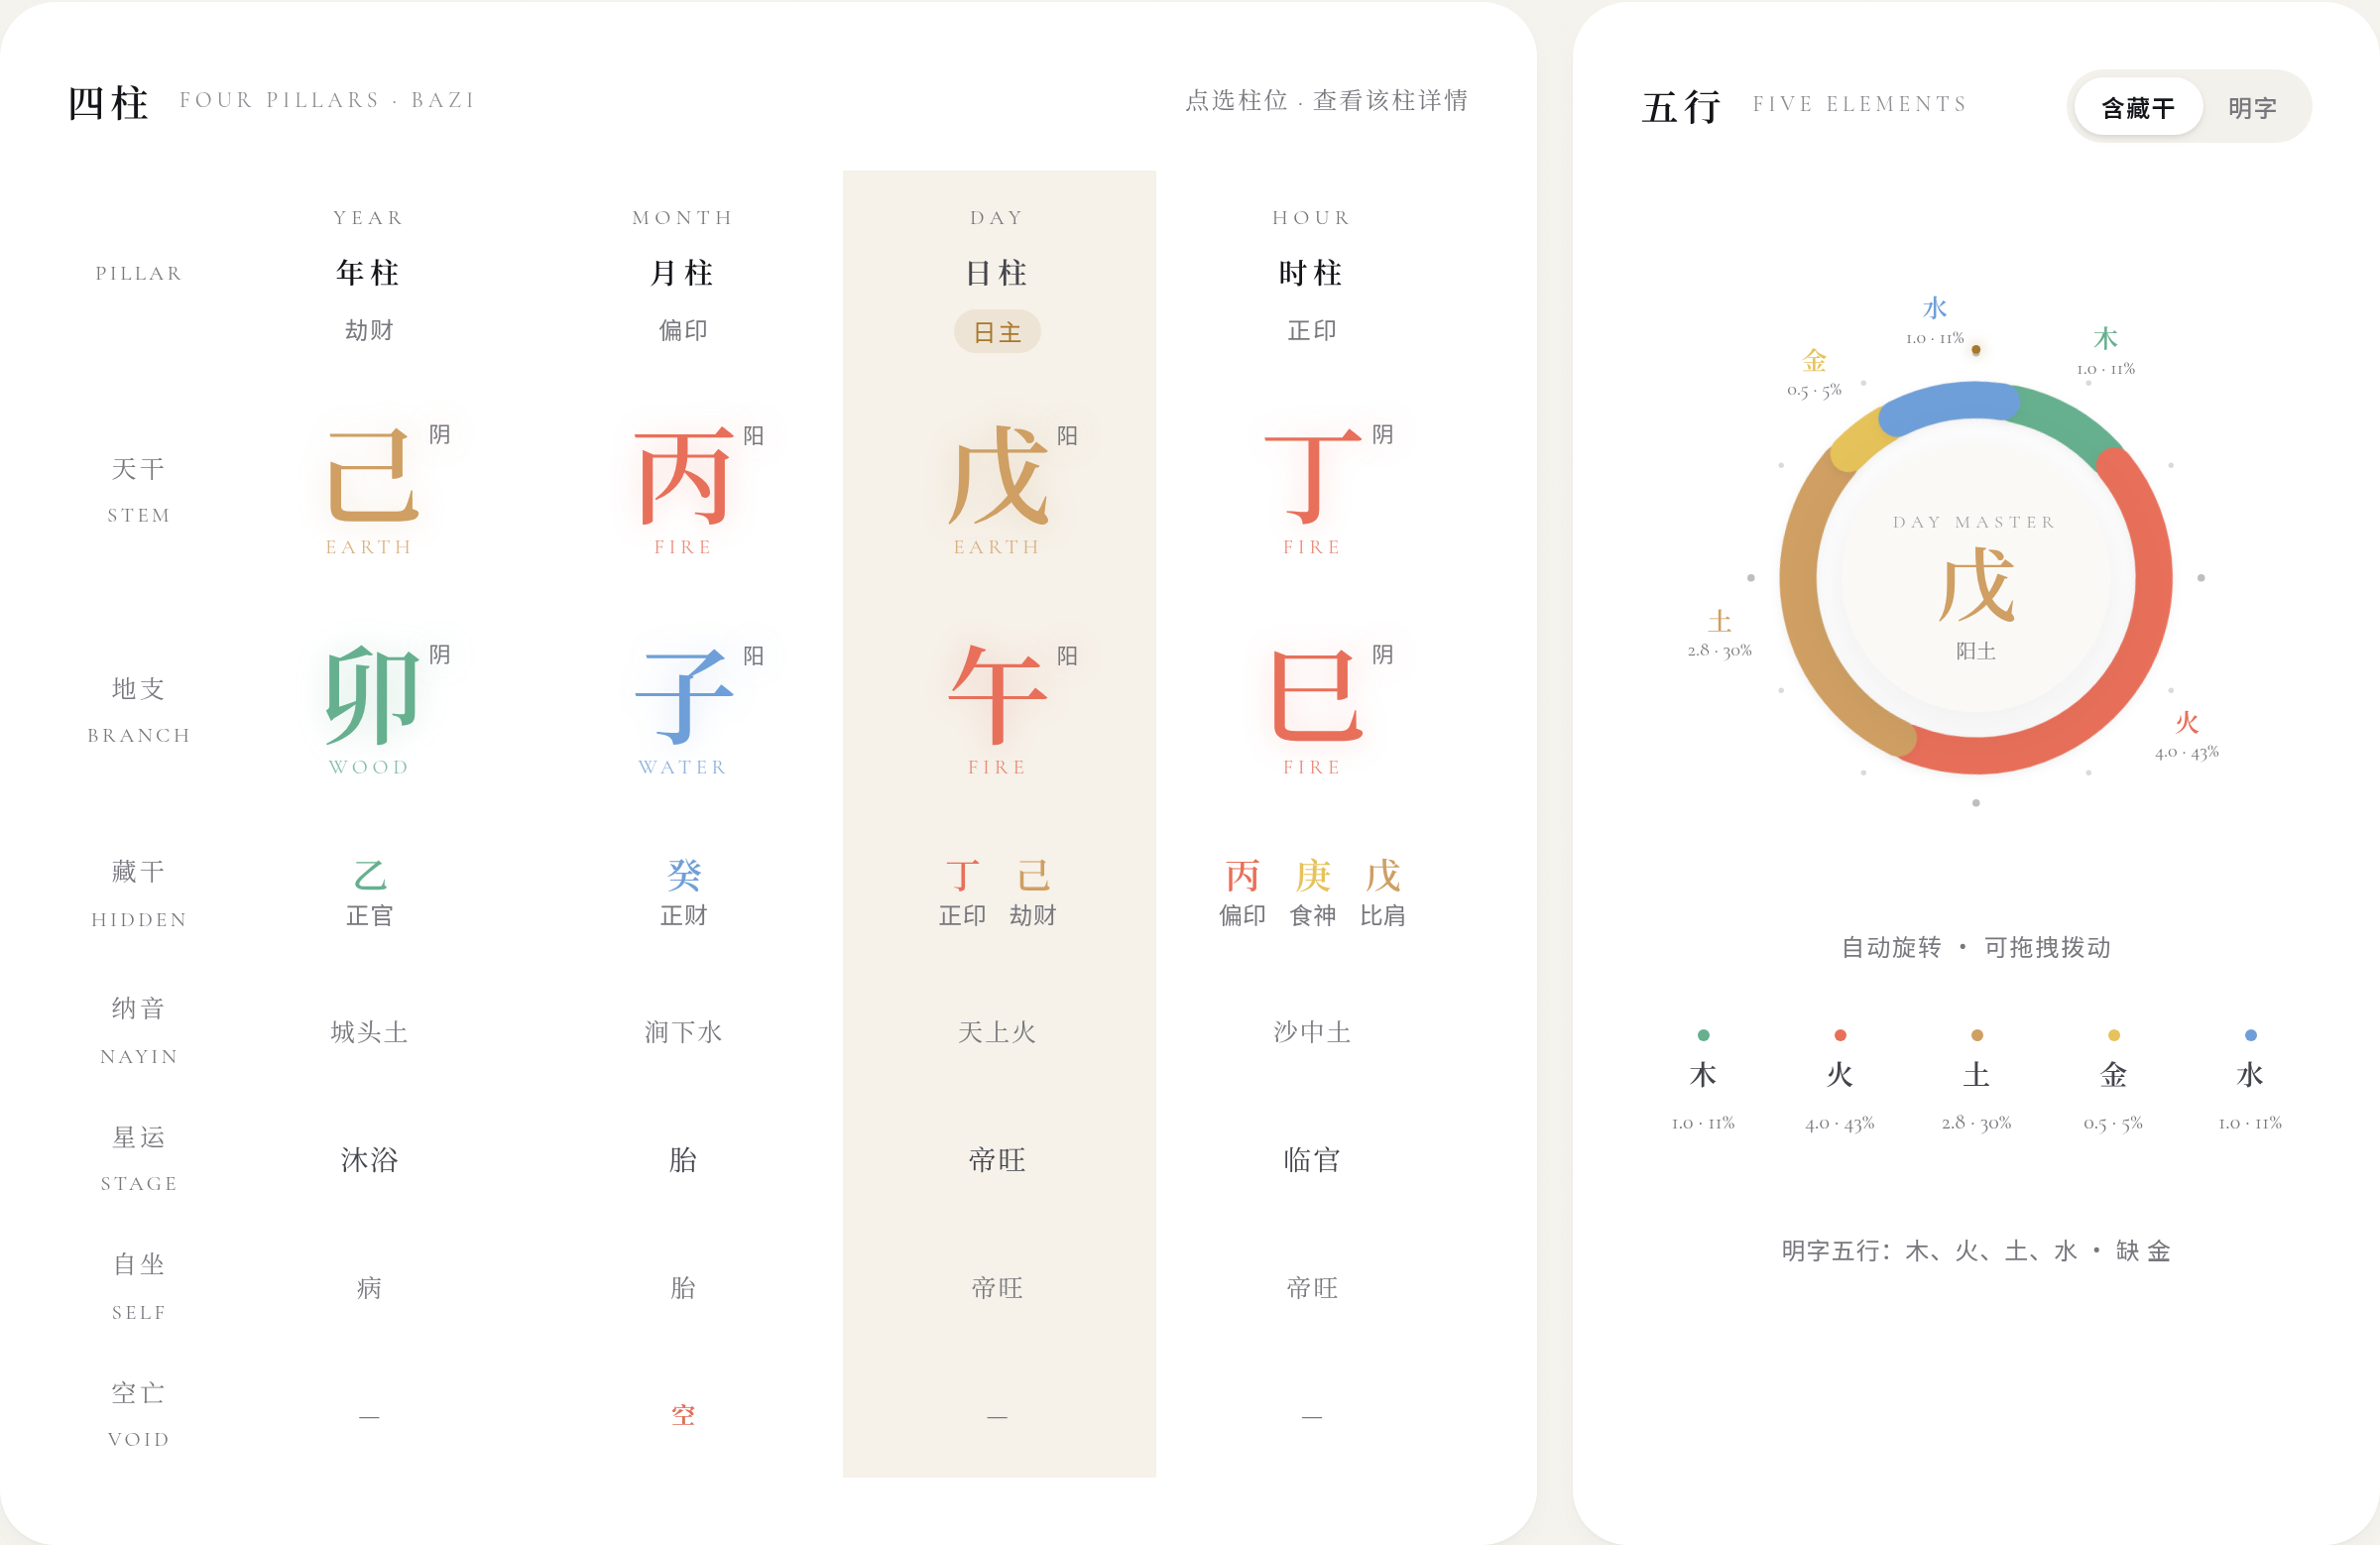 四柱 FOUR PILLARS · BAZI 点选柱位 · 查看该柱详情
YEAR MONTH DAY HOUR
PILLAR 年柱 月柱 日柱 时柱
劫财 偏印 日主 正印
天干 STEM
己 阴 丙 阳 戊 阳 丁 阴
EARTH FIRE EARTH FIRE
地支 BRANCH
卯 阴 子 阳 午 阳 巳 阴
WOOD WATER FIRE FIRE
藏干 HIDDEN
乙 癸 丁 己 丙 庚 戊
正官 正财 正印 劫财 偏印 食神 比肩
纳音 NAYIN
城头土 涧下水 天上火 沙中土
星运 STAGE
沐浴 胎 帝旺 临官
自坐 SELF
病 胎 帝旺 帝旺
空亡 VOID
— 空 — —
五行 FIVE ELEMENTS 含藏干 明字
水
1.0 · 11%
木
1.0 · 11%
金
0.5 · 5%
土
2.8 · 30%
火
4.0 · 43%
DAY MASTER
戊
阳土
自动旋转 · 可拖拽拨动
木 火 土 金 水
1.0 · 11% 4.0 · 43% 2.8 · 30% 0.5 · 5% 1.0 · 11%
明字五行：木、火、土、水 · 缺 金